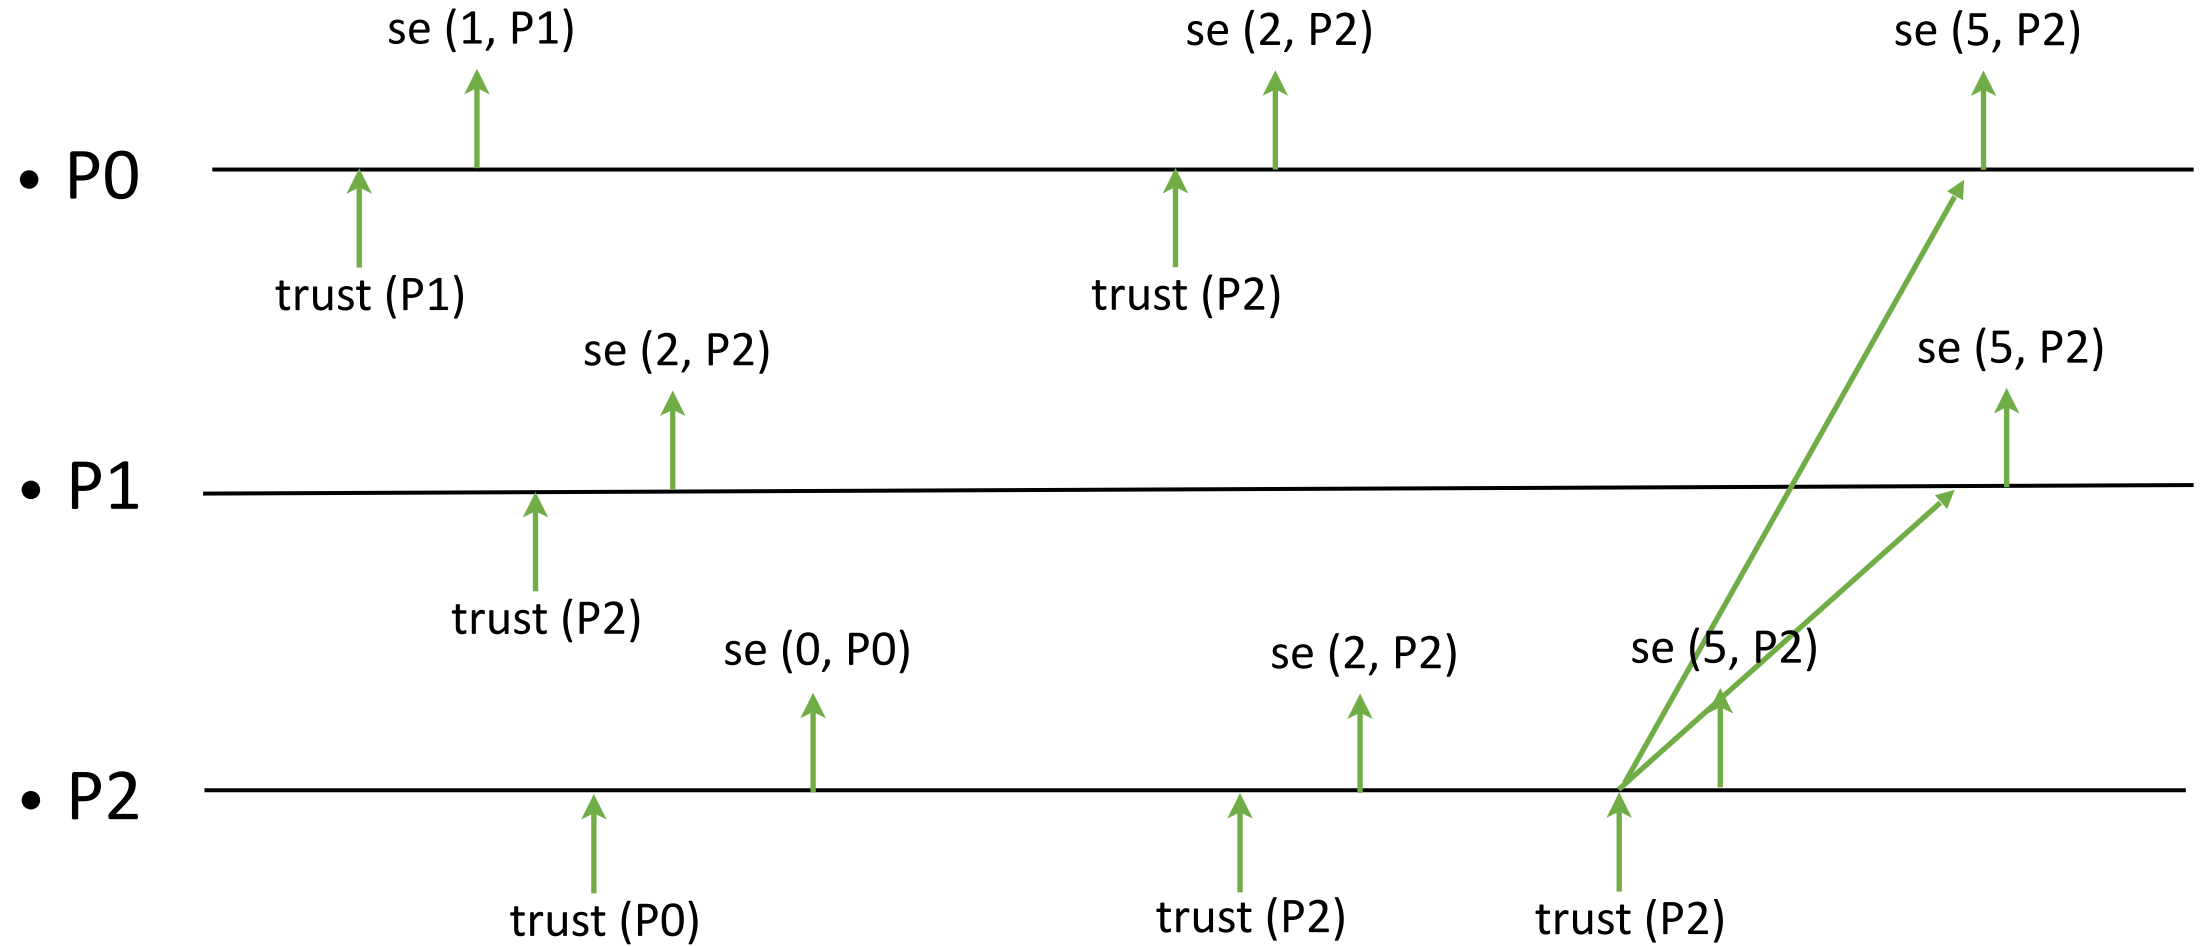 se (1, P1)
se (2, P2)
se (5, P2)
• P0
trust (P1)
trust (P2)
se (2, P2)
se (5, P2)
• P1
trust (P2)
se (0, P0)
se (2, P2)
se (5, P2)
• P2
trust (P0)
trust (P2)
trust (P2)